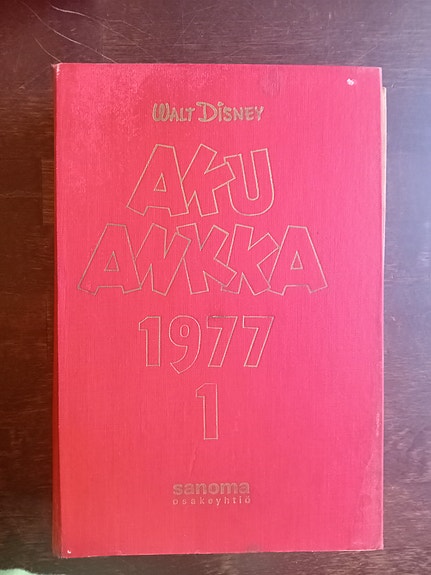 WALT DISNEY
AKU
ANKKA
1977
1
sanoma
osakeyhtiö